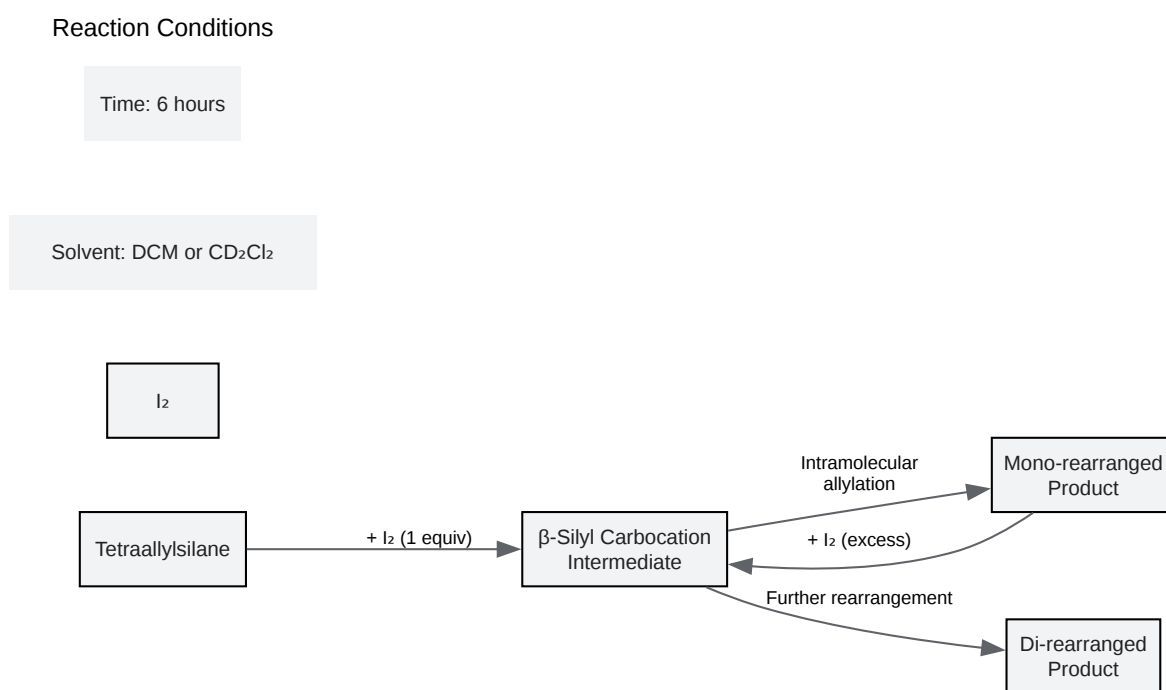 Reaction Conditions
Time: 6 hours
Solvent: DCM or CD₂Cl₂
I₂
Tetraallylsilane
+ I₂ (1 equiv)
β-Silyl Carbocation
Intermediate
Intramolecular
allylation
+ I₂ (excess)
Further rearrangement
Mono-rearranged
Product
Di-rearranged
Product